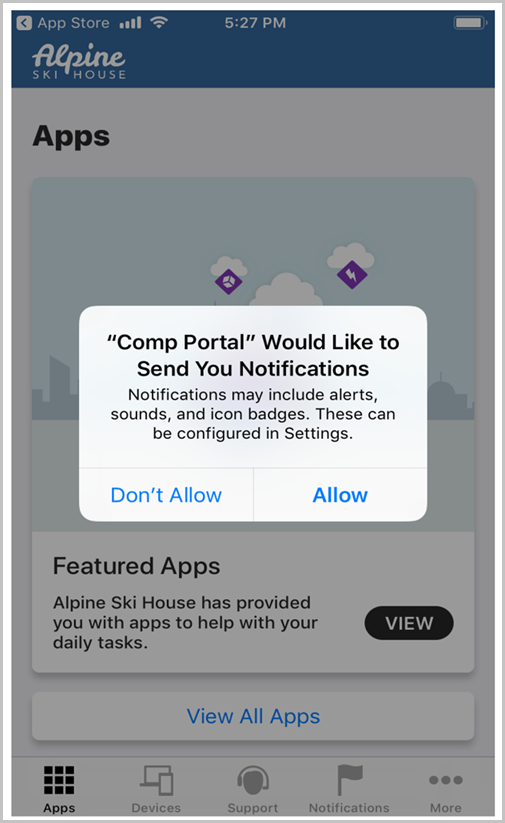 App Store 5:27 PM
Alpine
SKI HOUSE
Apps
“Comp Portal” Would Like to
Send You Notifications
Notifications may include alerts,
sounds, and icon badges. These can
be configured in Settings.
Don’t Allow Allow
Featured Apps
Alpine Ski House has provided
you with apps to help with your
daily tasks.
VIEW
View All Apps
Apps Devices Support Notifications More